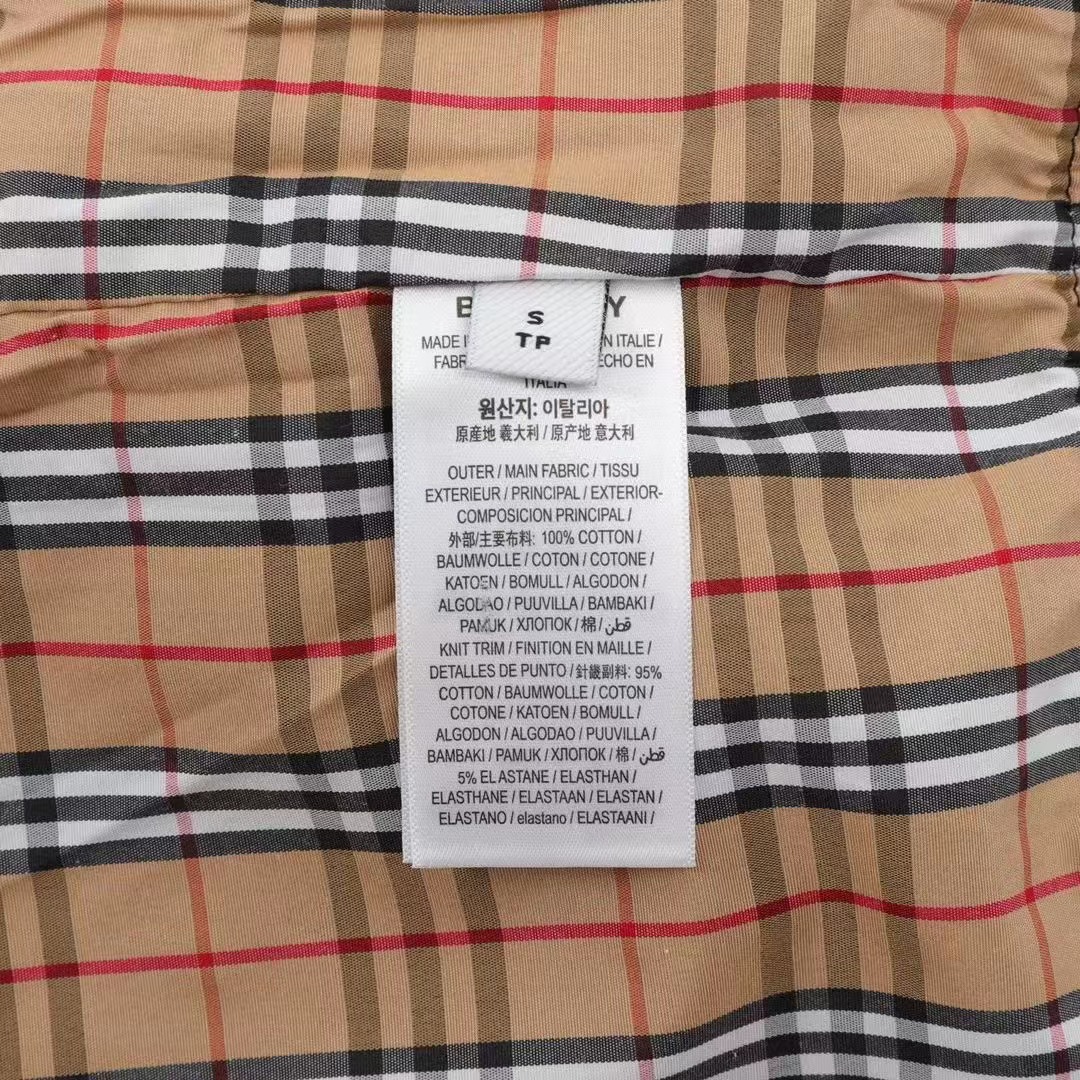 S
TP
MADE
N ITALIE /
FABR
ECHO EN
ITALIA
원산지: 이탈리아
原産地 義大利 / 原产地 意大利
OUTER / MAIN FABRIC / TISSU
EXTERIEUR / PRINCIPAL / EXTERIOR-
COMPOSICION PRINCIPAL /
外部/主要布料: 100% COTTON /
BAUMWOLLE / COTON / COTONE /
KATOEN / BOMULL / ALGODON /
ALGODAO / PUUVILLA / BAMBAKI /
PAMUK / ХЛОПОК / 棉 / قطن
KNIT TRIM / FINITION EN MAILLE /
DETALLES DE PUNTO / 針織副料: 95%
COTTON / BAUMWOLLE / COTON /
COTONE / KATOEN / BOMULL /
ALGODON / ALGODAO / PUUVILLA /
BAMBAKI / PAMUK / ХЛОПОК / 棉 / قطن
5% ELASTANE / ELASTHAN /
ELASTHANE / ELASTAAN / ELASTAN /
ELASTANO / elastano / ELASTAANI /